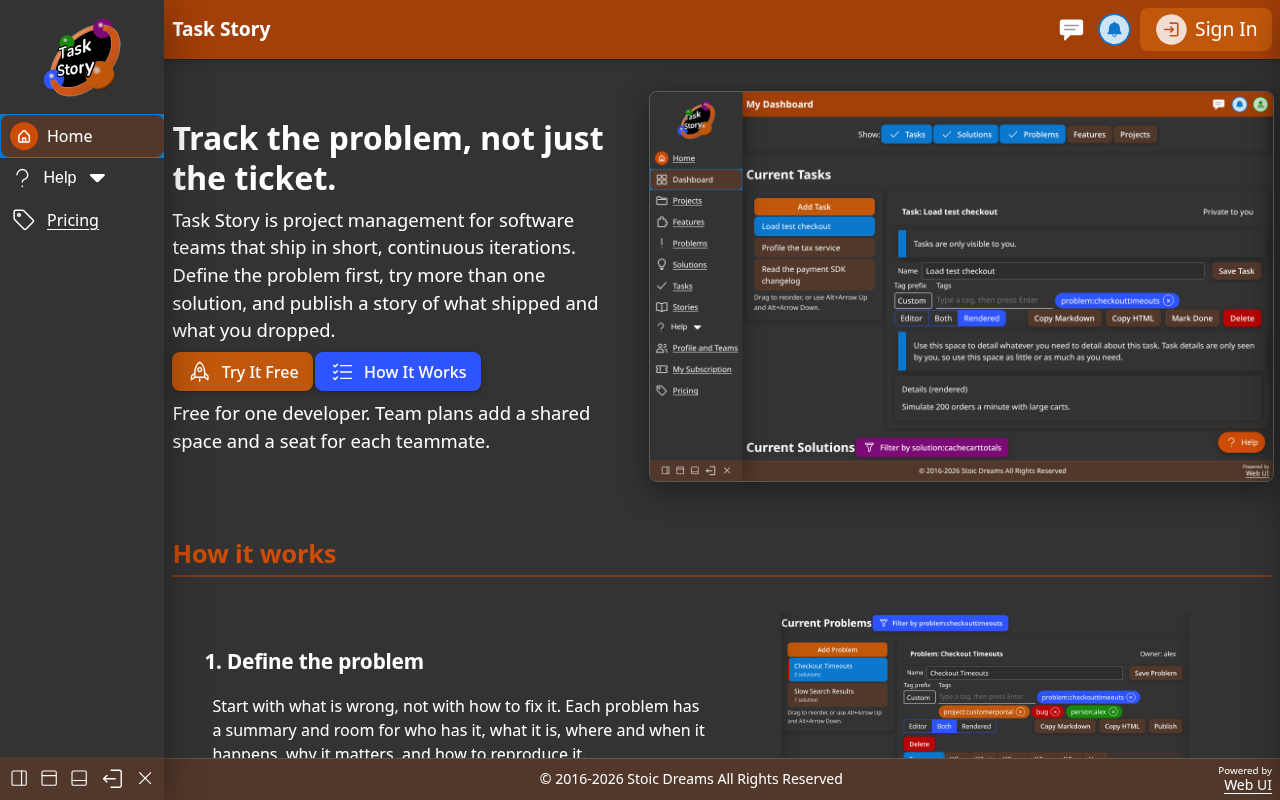 Task Story
Home
Help
Pricing
Task Story
Sign In
Track the problem, not just
the ticket.
Task Story is project management for software
teams that ship in short, continuous iterations.
Define the problem first, try more than one
solution, and publish a story of what shipped and
what you dropped.
Try It Free
How It Works
Free for one developer. Team plans add a shared
space and a seat for each teammate.
Task Story
Home
Dashboard
Projects
Features
Problems
Solutions
Tasks
Stories
Help
Profile and Teams
My Subscription
Pricing
My Dashboard
Show:
Tasks
Solutions
Problems
Features
Projects
Current Tasks
Add Task
Load test checkout
Profile the tax service
Read the payment SDK
changelog
Drag to reorder, or use Alt+Arrow Up
and Alt+Arrow Down.
Task: Load test checkout
Private to you
Tasks are only visible to you.
Name
Load test checkout
Save Task
Tag prefix
Tags
Custom
Type a tag, then press Enter
problem:checkouttimeouts
Editor
Both
Rendered
Copy Markdown
Copy HTML
Mark Done
Delete
Use this space to detail whatever you need to detail about this task. Task details are only seen
by you, so use this space as little or as much as you need.
Details (rendered)
Simulate 200 orders a minute with large carts.
Current Solutions
Filter by solution:cachecarttotals
Help
© 2016-2026 Stoic Dreams All Rights Reserved
Powered by
Web UI
How it works
1. Define the problem
Start with what is wrong, not with how to fix it. Each problem has
a summary and room for who has it, what it is, where and when it
happens, why it matters, and how to reproduce it.
Current Problems
Filter by problem:checkouttimeouts
Add Problem
Checkout Timeouts
3 solutions
Slow Search Results
1 solution
Drag to reorder, or use Alt+Arrow Up
and Alt+Arrow Down.
Problem: Checkout Timeouts
Owner: alex
Name
Checkout Timeouts
Save Problem
Tag prefix
Tags
Custom
Type a tag, then press Enter
problem:checkouttimeouts
project:customerportal
bug
person:alex
Editor
Both
Rendered
Copy Markdown
Copy HTML
Publish
Delete
© 2016-2026 Stoic Dreams All Rights Reserved
Powered by
Web UI